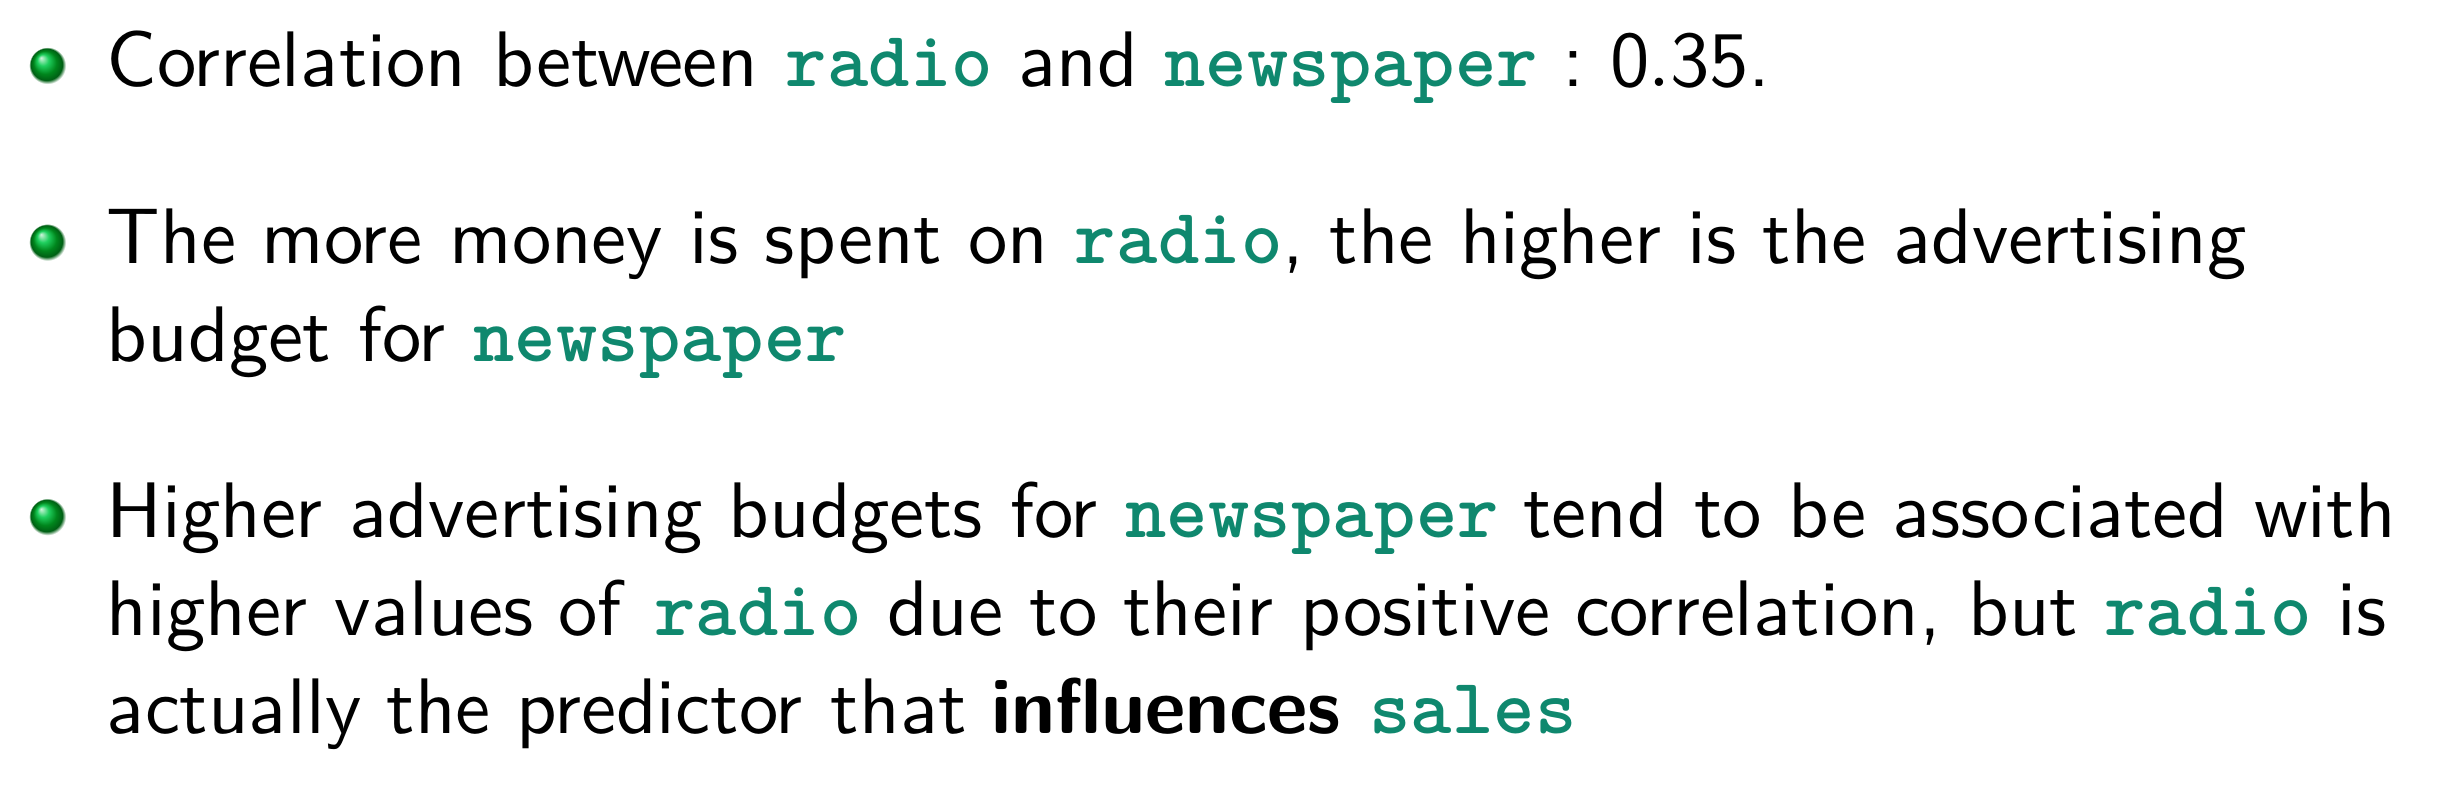 Correlation between radio and newspaper : 0.35.
The more money is spent on radio, the higher is the advertising
budget for newspaper
Higher advertising budgets for newspaper tend to be associated with
higher values of radio due to their positive correlation, but radio is
actually the predictor that influences sales